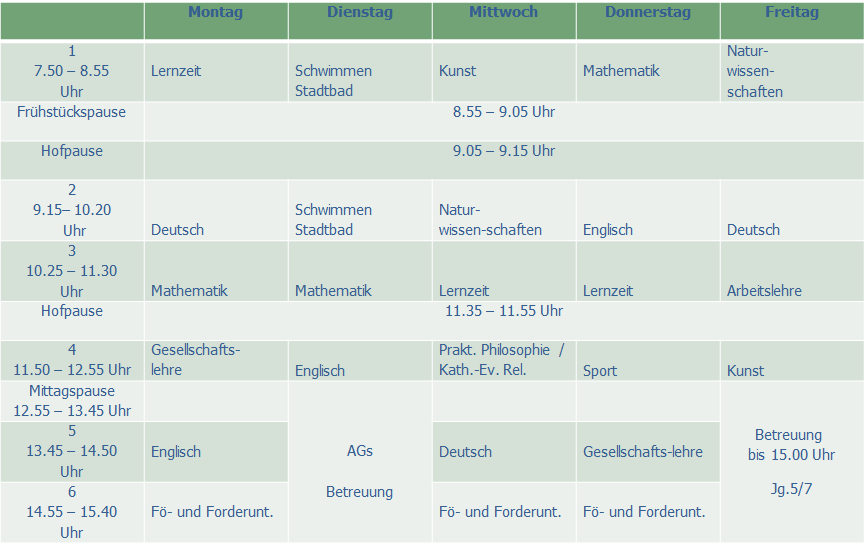 Montag Dienstag Mittwoch Donnerstag Freitag
1
7.50 – 8.55
Uhr
Lernzeit
Schwimmen
Stadtbad
Kunst
Mathematik
Natur-
wissen-
schaften
Frühstückspause
8.55 – 9.05 Uhr
Hofpause
9.05 – 9.15 Uhr
2
9.15– 10.20
Uhr
Deutsch
Schwimmen
Stadtbad
Natur-
wissen-schaften
Englisch
Deutsch
3
10.25 – 11.30
Uhr
Mathematik
Mathematik
Lernzeit
Lernzeit
Arbeitslehre
Hofpause
11.35 – 11.55 Uhr
4
11.50 – 12.55 Uhr
Gesellschafts-
lehre
Englisch
Prakt. Philosophie /
Kath.-Ev. Rel.
Sport
Kunst
Mittagspause
12.55 – 13.45 Uhr
5
13.45 – 14.50
Uhr
Englisch
AGs
Betreuung
Deutsch
Gesellschafts-lehre
Betreuung
bis 15.00 Uhr
Jg.5/7
6
14.55 – 15.40
Uhr
Fö- und Forderunt.
Fö- und Forderunt.
Fö- und Forderunt.